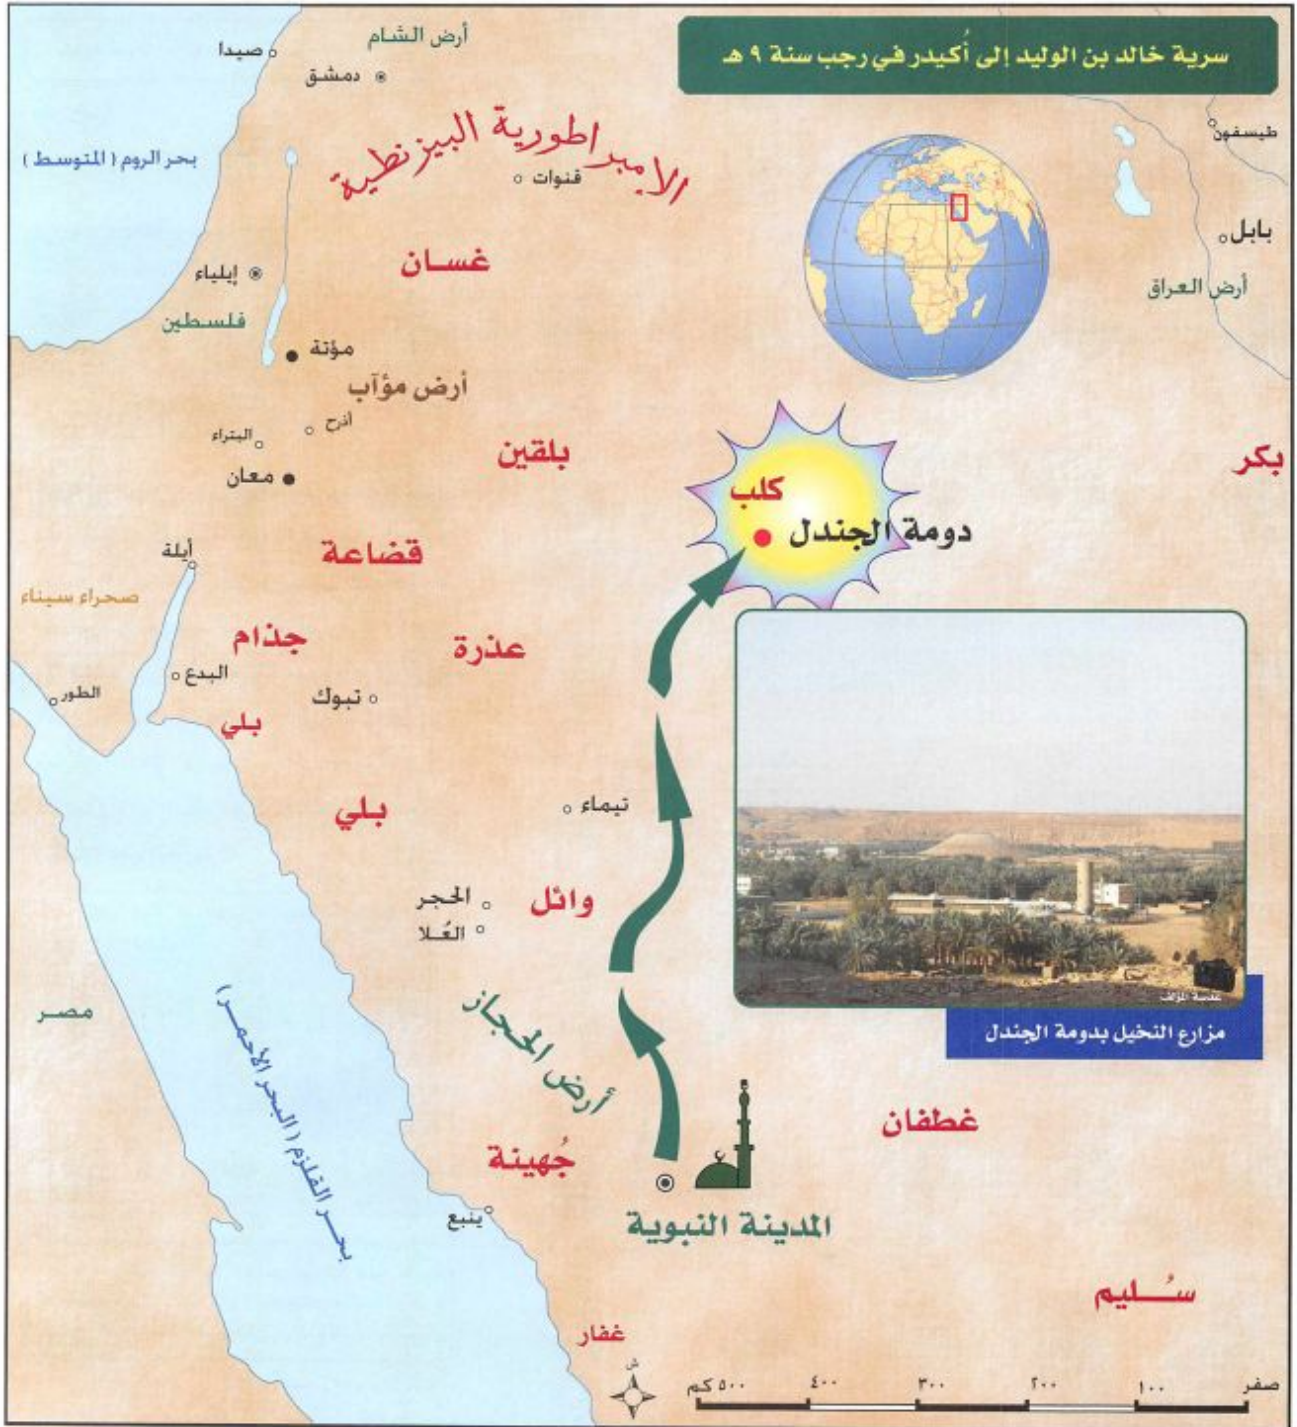 سرية خالد بن الوليد إلى أُكيدر في رجب سنة ٩ هـ
أرض الشام
صيدا
دمشق
طيسفون
الامبراطورية البيزنطية
بحر الروم ( المتوسط )
قنوات
بابل
غسان
إيلياء
أرض العراق
فلسطين
مؤتة
أرض مؤآب
أذرح
البتراء
بلقين
بكر
معان
كلب
دومة الجندل
أيلة
قضاعة
صحراء سيناء
جذام
عذرة
البدع
الطور
تبوك
بلي
بلي
تيماء
الحجر
وائل
العُلا
عدسة المؤلف
مزارع النخيل بدومة الجندل
مصر
أرض الحجاز
بحر القلزم ( البحر الأحمر )
غطفان
جُهينة
ينبع
المدينة النبوية
سُليم
غفار
ش
صفر ١٠٠ ٢٠٠ ٣٠٠ ٤٠٠ ٥٠٠ كم